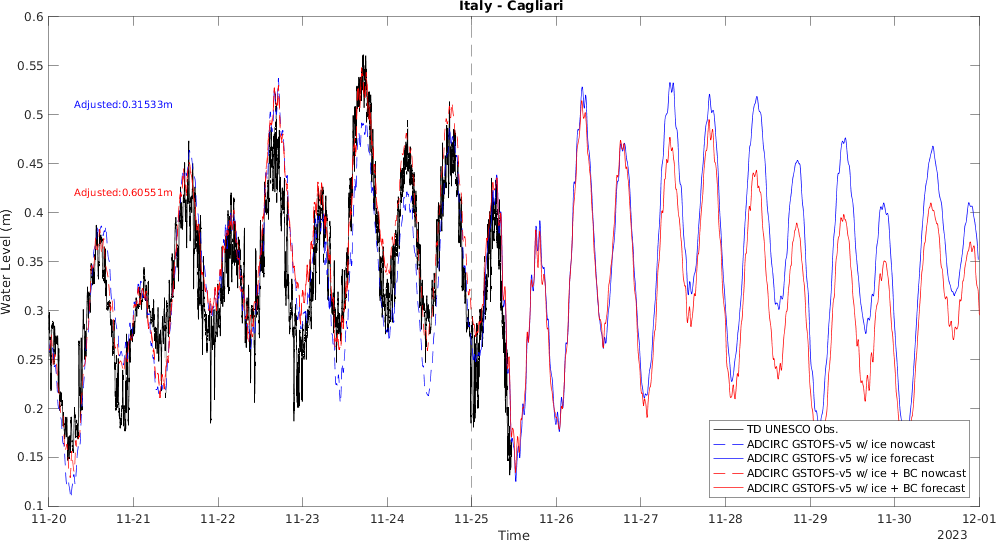 Italy - Cagliari
0.6
0.55
0.5
0.45
0.4
0.35
0.3
0.25
0.2
0.15
0.1
Water Level (m)
Adjusted:0.31533m
Adjusted:0.60551m
TD UNESCO Obs.
ADCIRC GSTOFS-v5 w/ ice nowcast
ADCIRC GSTOFS-v5 w/ ice forecast
ADCIRC GSTOFS-v5 w/ ice + BC nowcast
ADCIRC GSTOFS-v5 w/ ice + BC forecast
11-20 11-21 11-22 11-23 11-24 11-25 11-26 11-27 11-28 11-29 11-30 12-01
Time
2023